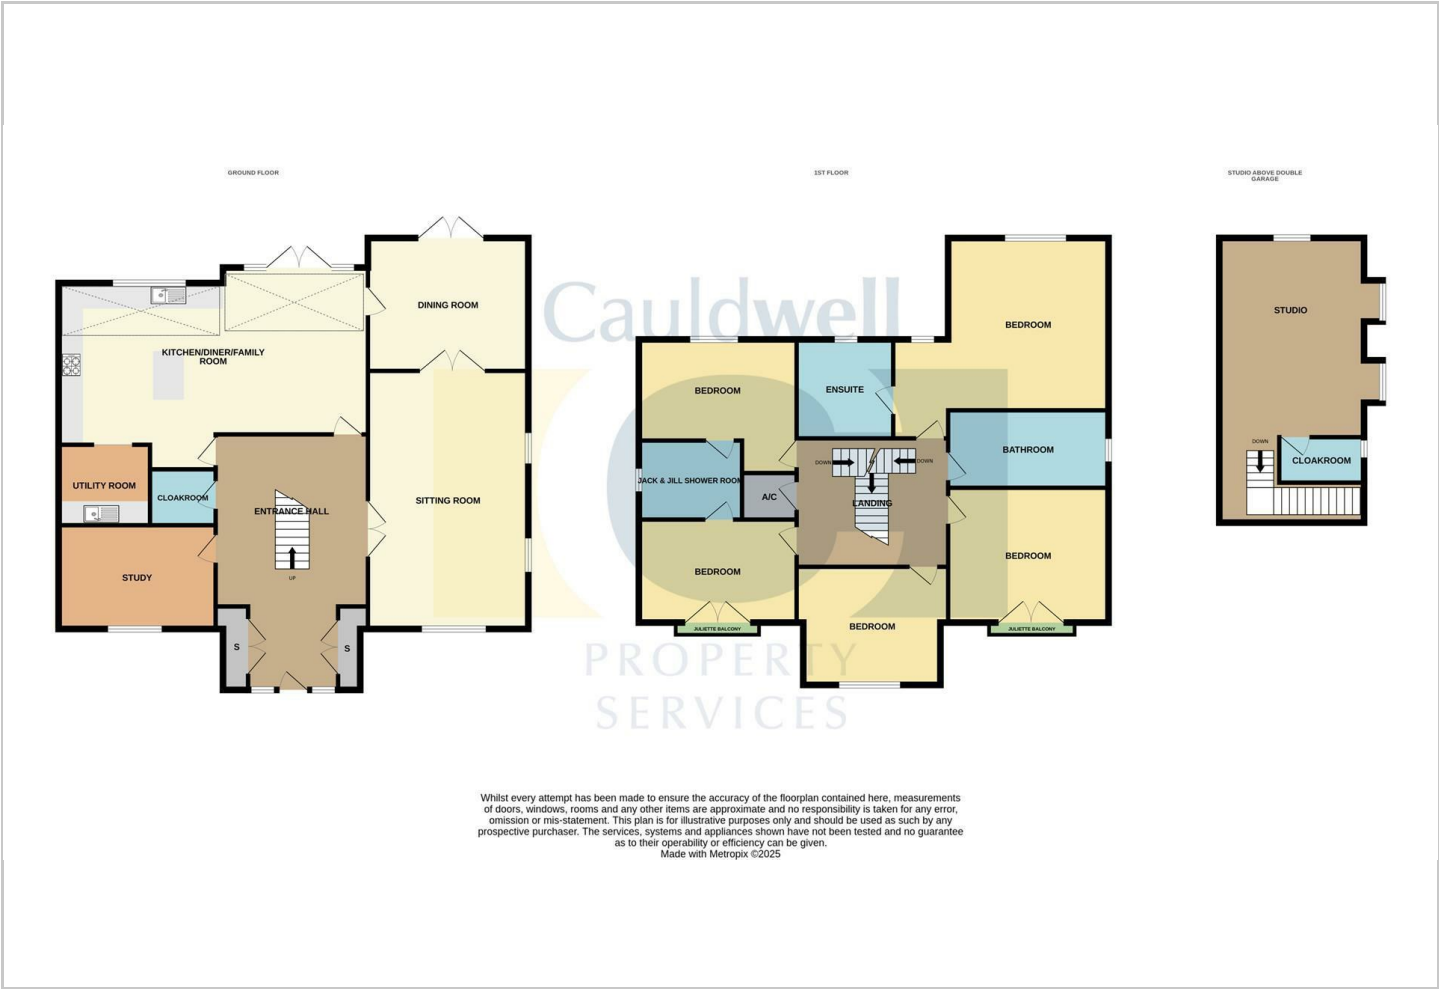 GROUND FLOOR
1ST FLOOR
STUDIO ABOVE DOUBLE
GARAGE
DINING ROOM
KITCHEN/DINER/FAMILY
ROOM
UTILITY ROOM
CLOAKROOM
ENTRANCE HALL
SITTING ROOM
STUDY
UP
S
S
Cauldwell
PROPERTY
SERVICES
BEDROOM
BEDROOM
ENSUITE
BATHROOM
DOWN
DOWN
JACK & JILL SHOWER ROOM
A/C
LANDING
BEDROOM
BEDROOM
BEDROOM
JULIETTE BALCONY
JULIETTE BALCONY
STUDIO
DOWN
CLOAKROOM
Whilst every attempt has been made to ensure the accuracy of the floorplan contained here, measurements
of doors, windows, rooms and any other items are approximate and no responsibility is taken for any error,
omission or mis-statement. This plan is for illustrative purposes only and should be used as such by any
prospective purchaser. The services, systems and appliances shown have not been tested and no guarantee
as to their operability or efficiency can be given.
Made with Metropix ©2025